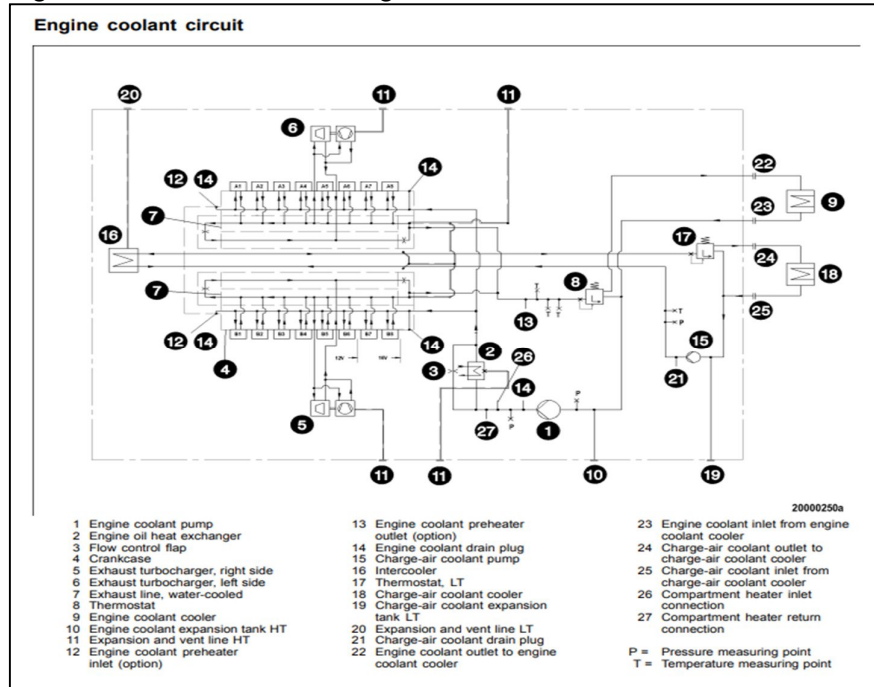 Engine coolant circuit
20
11
11
6
22
12
14
14
A1 A2 A3 A4 A5 A6 A7 A8
23
9
7
16
17
24
8
18
T
7
13
T T
25
T
P
15
12
14
B1 B2 B3 B4 B5 B6 B7 B8
14
2
26
21
4
12V
16V
3
14
P
5
27
P
1
11
11
10
19
20000250a
1 Engine coolant pump
2 Engine oil heat exchanger
3 Flow control flap
4 Crankcase
5 Exhaust turbocharger, right side
6 Exhaust turbocharger, left side
7 Exhaust line, water-cooled
8 Thermostat
9 Engine coolant cooler
10 Engine coolant expansion tank HT
11 Expansion and vent line HT
12 Engine coolant preheater
inlet (option)
13 Engine coolant preheater
outlet (option)
14 Engine coolant drain plug
15 Charge-air coolant pump
16 Intercooler
17 Thermostat, LT
18 Charge-air coolant cooler
19 Charge-air coolant expansion
tank LT
20 Expansion and vent line LT
21 Charge-air coolant drain plug
22 Engine coolant outlet to engine
coolant cooler
23 Engine coolant inlet from engine
coolant cooler
24 Charge-air coolant outlet to
charge-air coolant cooler
25 Charge-air coolant inlet from
charge-air coolant cooler
26 Compartment heater inlet
connection
27 Compartment heater return
connection
P = Pressure measuring point
T = Temperature measuring point